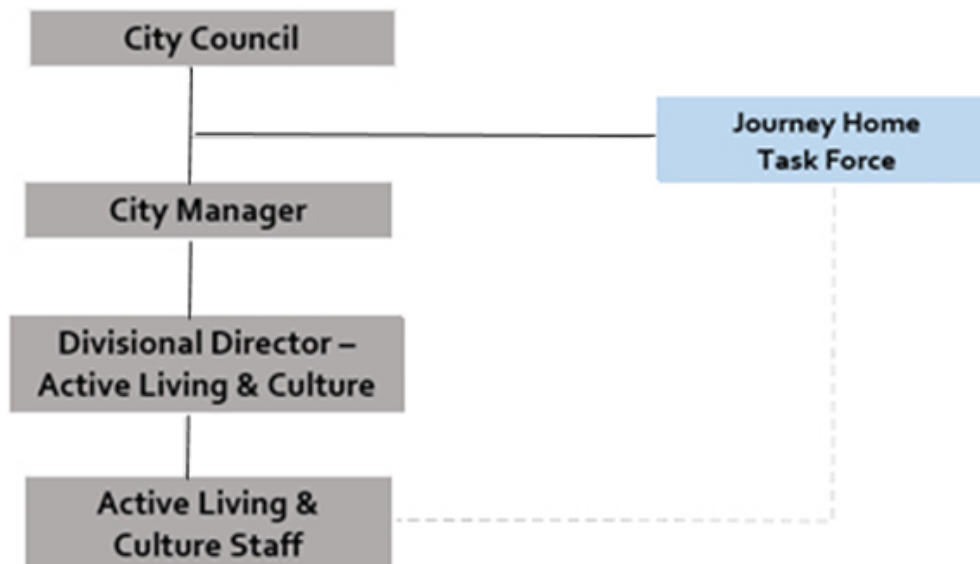 City Council
Journey Home
Task Force
City Manager
Divisional Director –
Active Living & Culture
Active Living &
Culture Staff